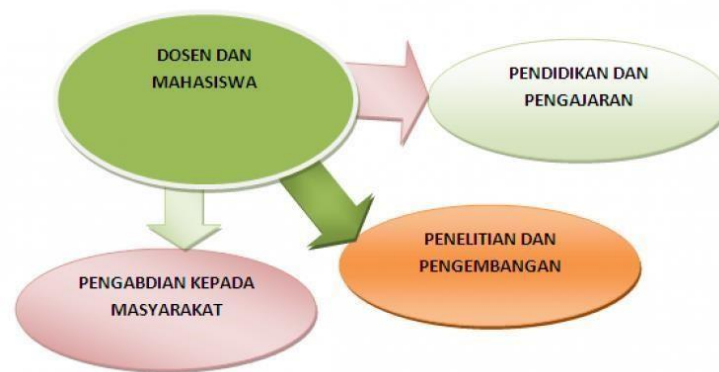 DOSEN DAN
MAHASISWA
PENDIDIKAN DAN
PENGAJARAN
PENELITIAN DAN
PENGEMBANGAN
PENGABDIAN KEPADA
MASYARAKAT